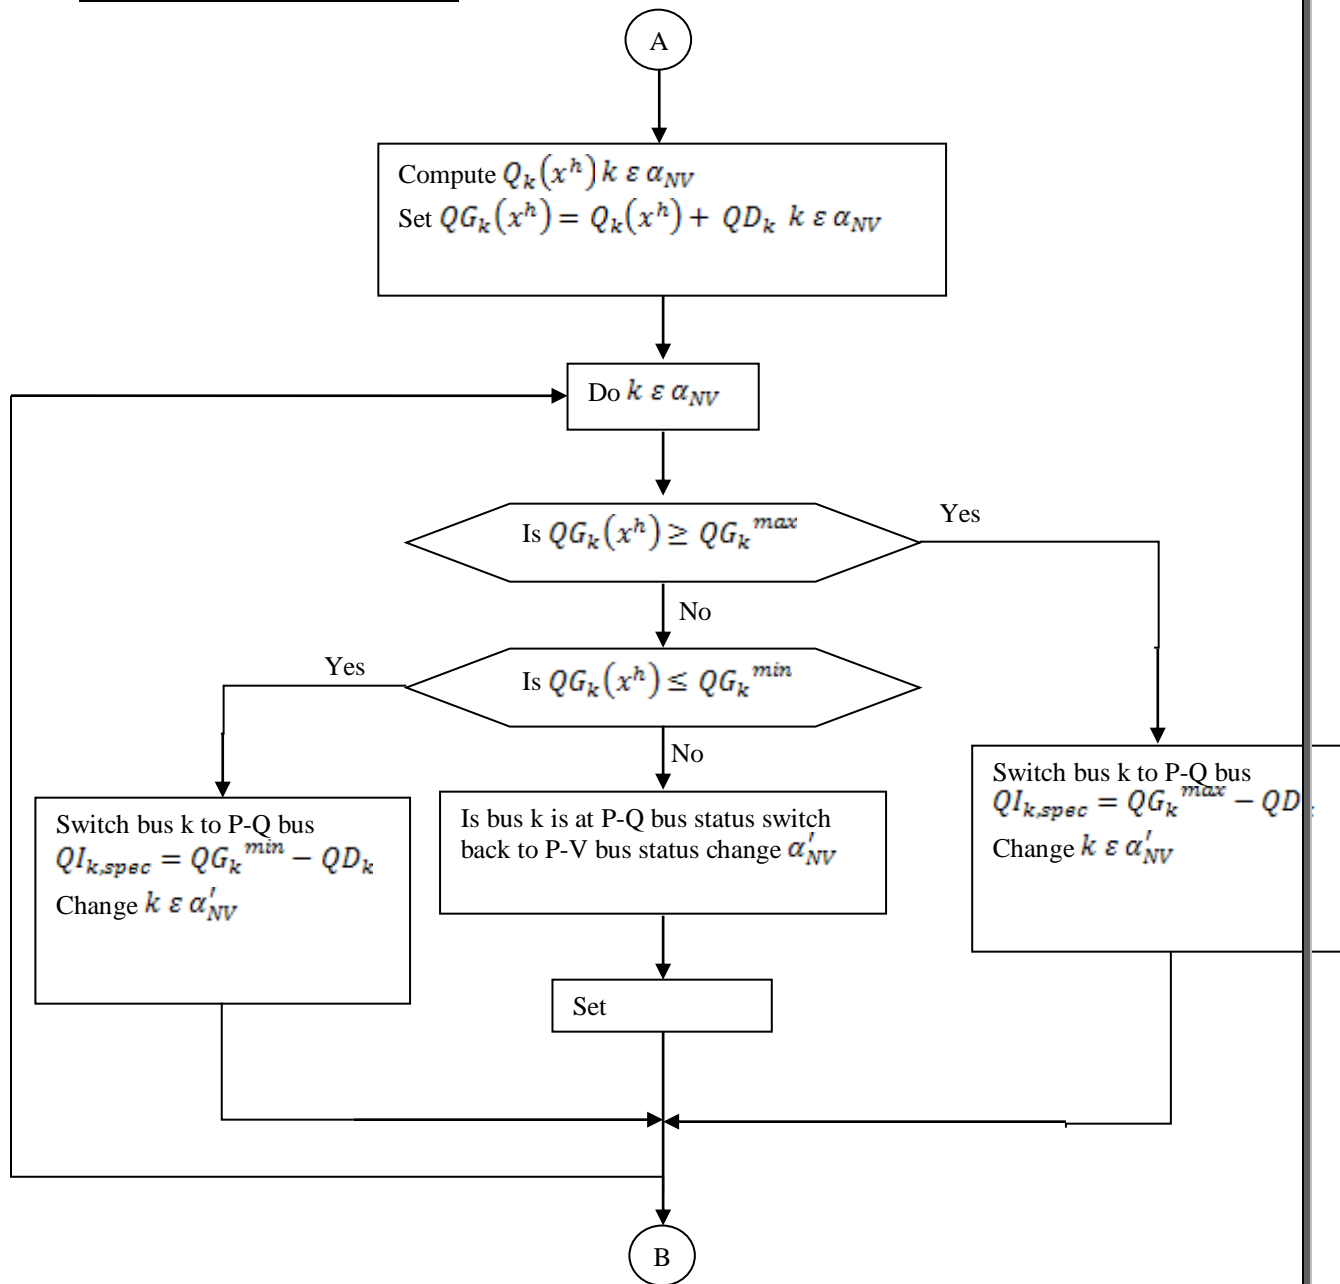 A
Compute Q_k(x^h) k ε α_NV
Set QG_k(x^h) = Q_k(x^h) + QD_k k ε α_NV
Do k ε α_NV
Is QG_k(x^h) ≥ QG_k^max
Yes
No
Is QG_k(x^h) ≤ QG_k^min
Yes
No
Switch bus k to P-Q bus
QI_k,spec = QG_k^min − QD_k
Change k ε α'_NV
Is bus k is at P-Q bus status switch
back to P-V bus status change α'_NV
Switch bus k to P-Q bus
QI_k,spec = QG_k^max − QD
Change k ε α'_NV
Set
B